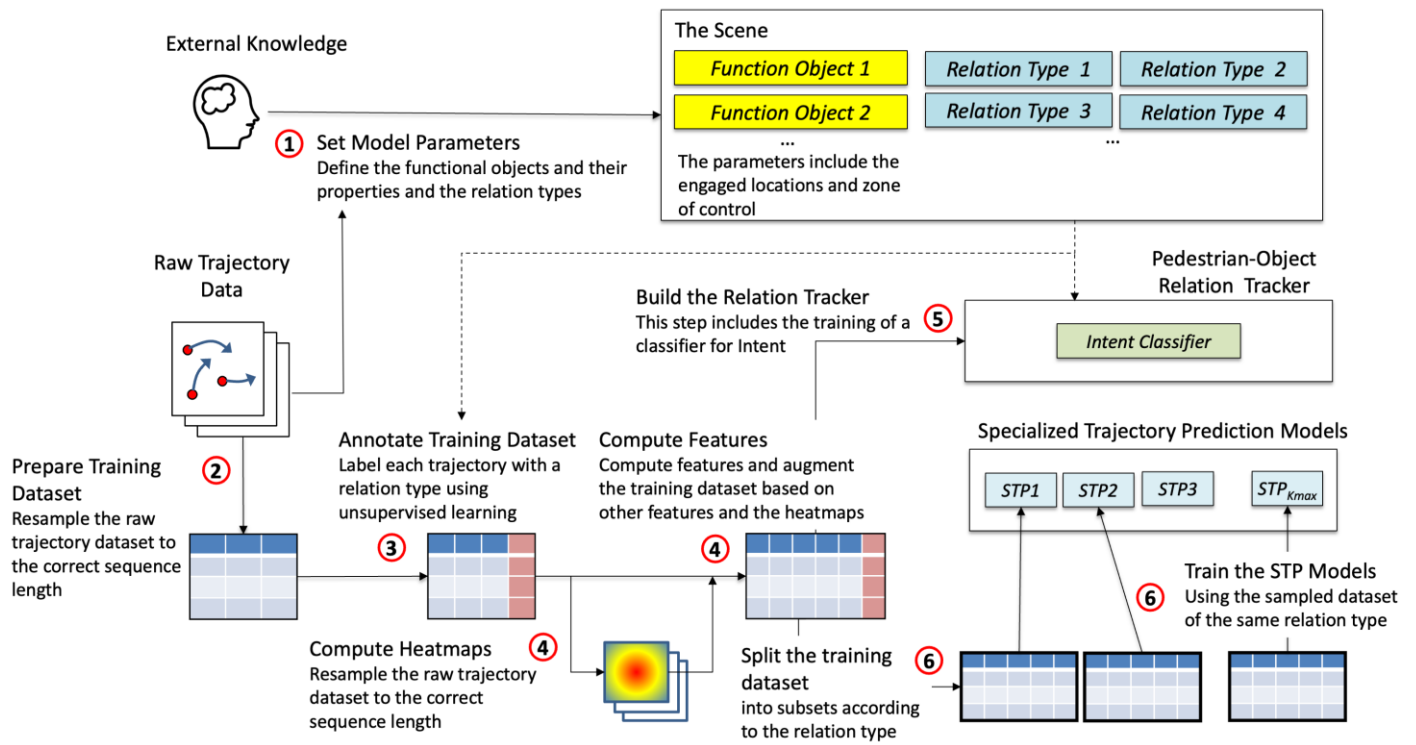 External Knowledge
1
Set Model Parameters
Define the functional objects and their
properties and the relation types
The Scene
Function Object 1
Relation Type 1
Relation Type 2
Function Object 2
Relation Type 3
Relation Type 4
...
...
The parameters include the
engaged locations and zone
of control
Raw Trajectory
Data
Pedestrian-Object
Relation Tracker
Build the Relation Tracker
This step includes the training of a
classifier for Intent
5
Intent Classifier
2
Prepare Training
Dataset
Resample the raw
trajectory dataset to
the correct sequence
length
Annotate Training Dataset
Label each trajectory with a
relation type using
unsupervised learning
3
Compute Features
Compute features and augment
the training dataset based on
other features and the heatmaps
4
Specialized Trajectory Prediction Models
STP1
STP2
STP3
STPKmax
Compute Heatmaps
Resample the raw trajectory
dataset to the correct
sequence length
4
Split the training
dataset
into subsets according
to the relation type
6
6
Train the STP Models
Using the sampled dataset
of the same relation type